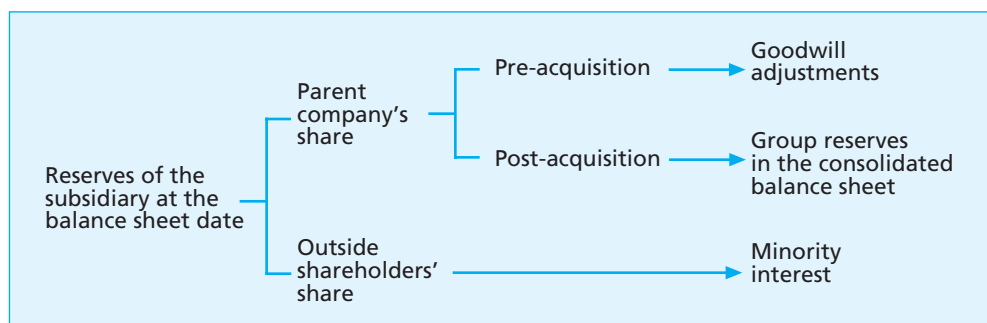 Reserves of the
subsidiary at the
balance sheet date
Parent
company's
share
Pre-acquisition
Goodwill
adjustments
Post-acquisition
Group reserves
in the consolidated
balance sheet
Outside
shareholders'
share
Minority
interest